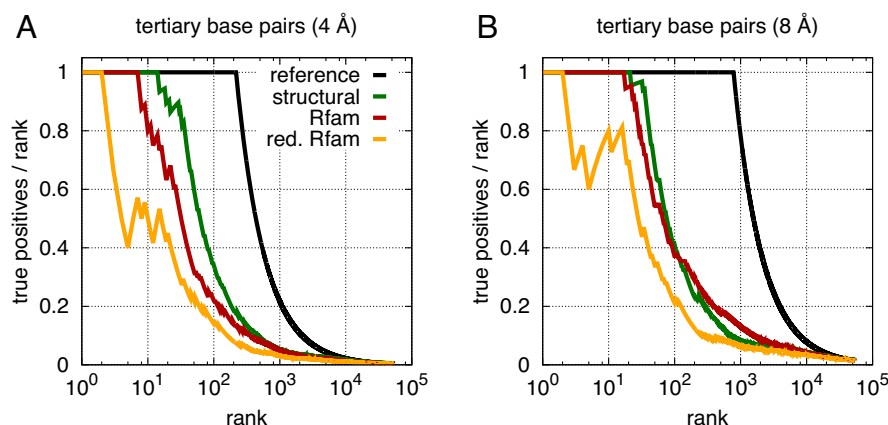 A tertiary base pairs (4 Å)
true positives / rank
1
0.8
0.6
0.4
0.2
0
reference
structural
Rfam
red. Rfam
10^0 10^1 10^2 10^3 10^4 10^5
rank
B tertiary base pairs (8 Å)
true positives / rank
1
0.8
0.6
0.4
0.2
0
10^0 10^1 10^2 10^3 10^4 10^5
rank